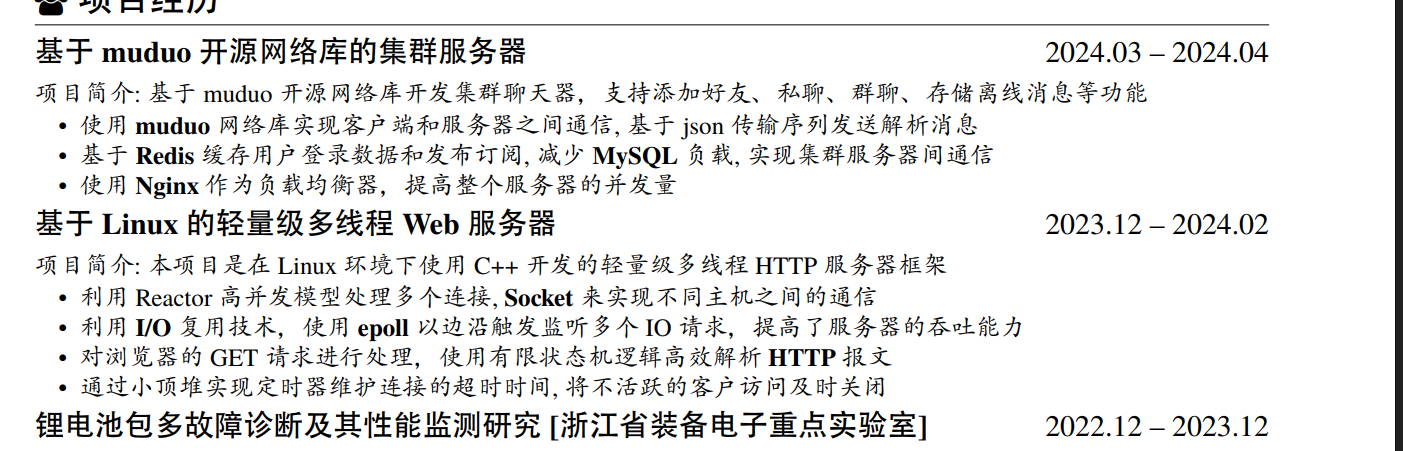 项目经历
基于 muduo 开源网络库的集群服务器 2024.03 – 2024.04
项目简介: 基于 muduo 开源网络库开发集群聊天器，支持添加好友、私聊、群聊、存储离线消息等功能
• 使用 muduo 网络库实现客户端和服务器之间通信, 基于 json 传输序列发送解析消息
• 基于 Redis 缓存用户登录数据和发布订阅, 减少 MySQL 负载, 实现集群服务器间通信
• 使用 Nginx 作为负载均衡器，提高整个服务器的并发量
基于 Linux 的轻量级多线程 Web 服务器 2023.12 – 2024.02
项目简介: 本项目是在 Linux 环境下使用 C++ 开发的轻量级多线程 HTTP 服务器框架
• 利用 Reactor 高并发模型处理多个连接, Socket 来实现不同主机之间的通信
• 利用 I/O 复用技术，使用 epoll 以边沿触发监听多个 IO 请求，提高了服务器的吞吐能力
• 对浏览器的 GET 请求进行处理，使用有限状态机逻辑高效解析 HTTP 报文
• 通过小顶堆实现定时器维护连接的超时时间, 将不活跃的客户访问及时关闭
锂电池包多故障诊断及其性能监测研究 [浙江省装备电子重点实验室] 2022.12 – 2023.12